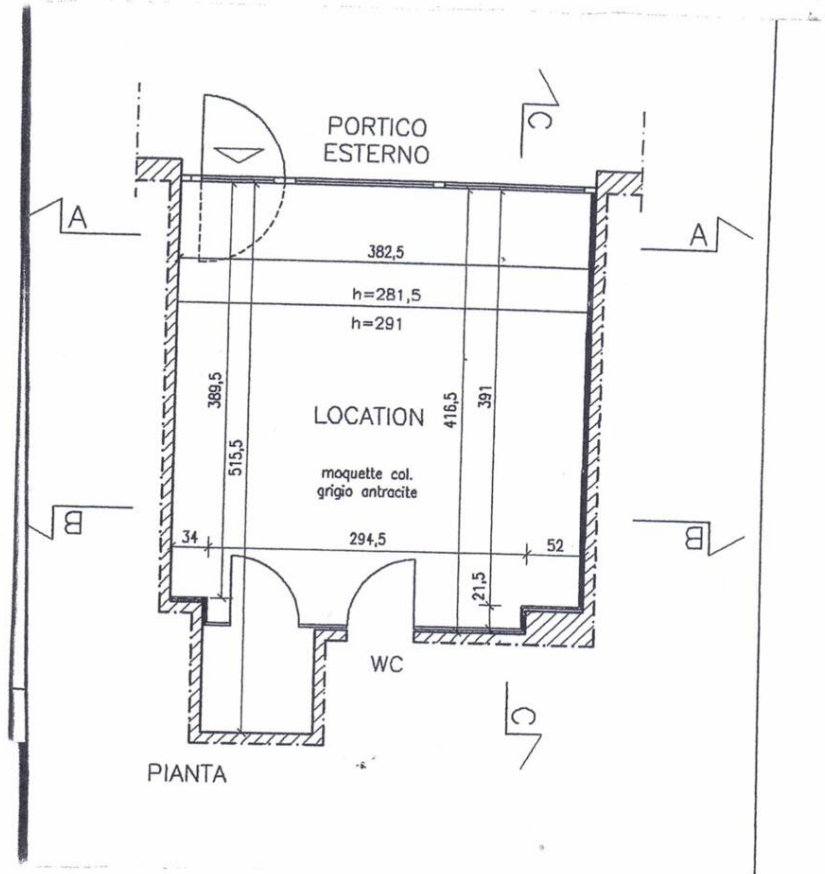 PORTICO
ESTERNO
C
A
A
382,5
h=281,5
h=291
389,5
515,5
416,5
391
LOCATION
moquette col.
grigio antracite
B
B
34
294,5
52
21,5
WC
C
PIANTA